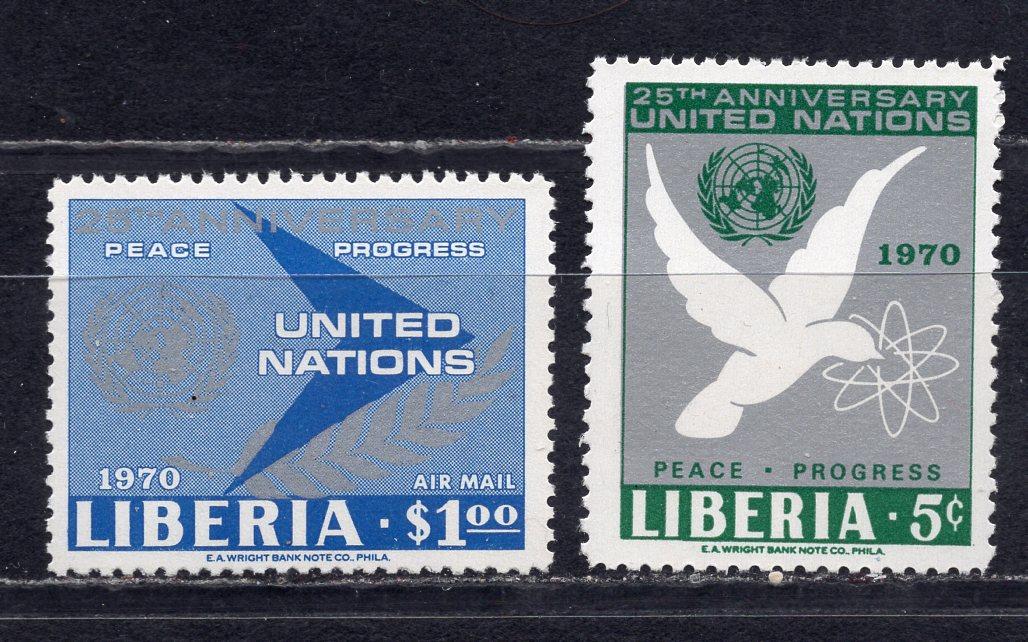 25TH ANNIVERSARY
PEACE PROGRESS
UNITED
NATIONS
1970
AIR MAIL
LIBERIA · $1.00
E.A. WRIGHT BANK NOTE CO., PHILA.
25TH ANNIVERSARY
UNITED NATIONS
1970
PEACE · PROGRESS
LIBERIA · 5¢
E.A. WRIGHT BANK NOTE CO., PHILA.